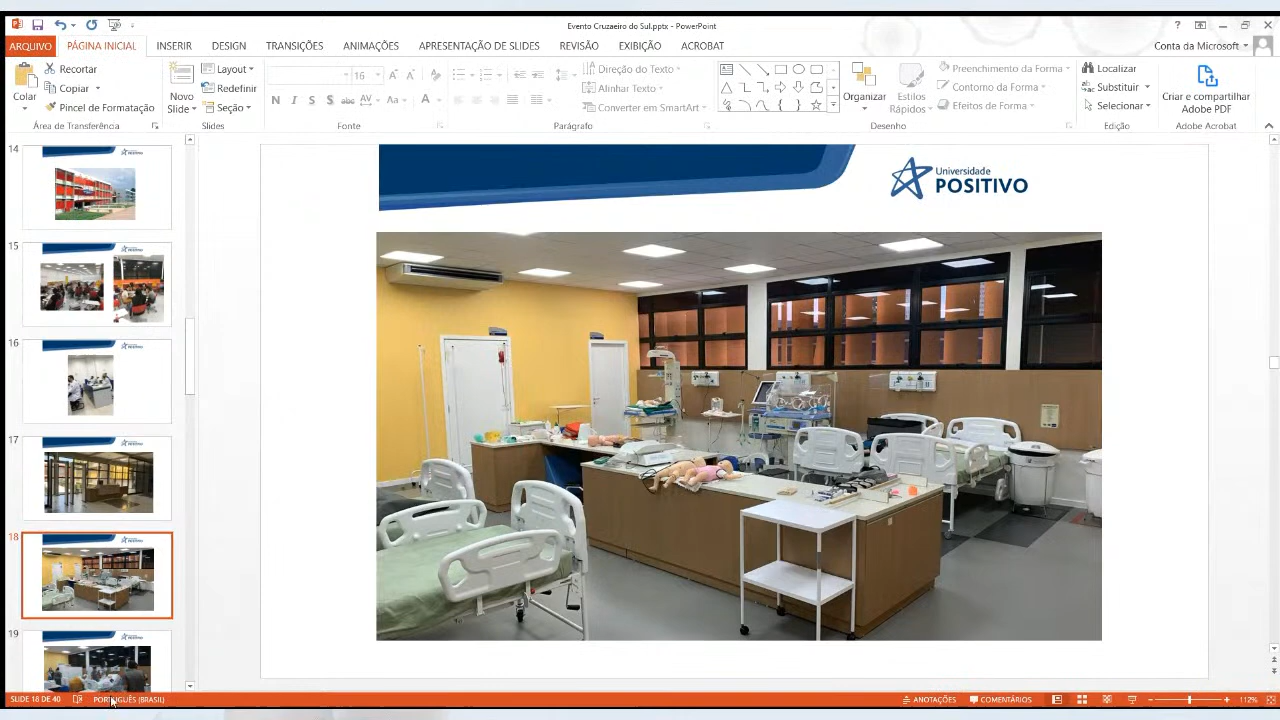 Evento Cruzeiro do Sul.pptx - PowerPoint
ARQUIVO PÁGINA INICIAL INSERIR DESIGN TRANSIÇÕES ANIMAÇÕES APRESENTAÇÃO DE SLIDES REVISÃO EXIBIÇÃO ACROBAT Conta da Microsoft
Colar
Recortar
Copiar
Pincel de Formatação
Área de Transferência
Novo
Slide
Layout
Redefinir
Seção
Slides
16
N I S S abc AV Aa A
Fonte
Direção do Texto
Alinhar Texto
Converter em SmartArt
Parágrafo
Organizar
Estilos
Rápidos
Preenchimento da Forma
Contorno da Forma
Efeitos de Forma
Desenho
Localizar
Substituir
Selecionar
Edição
Criar e compartilhar
Adobe PDF
Adobe Acrobat
14
15
16
17
18
19
Universidade
POSITIVO
SLIDE 18 DE 40 PORTUGUÊS (BRASIL) ANOTAÇÕES COMENTÁRIOS 112%